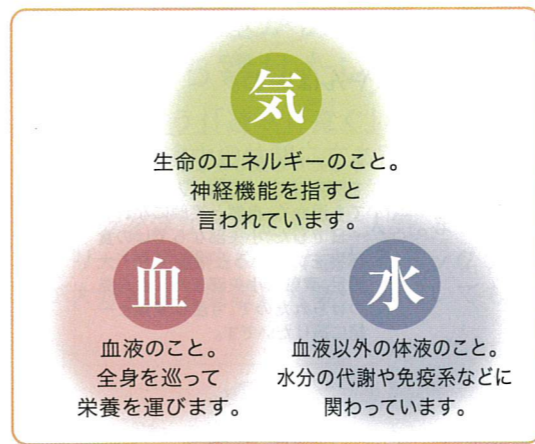 気
生命のエネルギーのこと。
神経機能を指すと
言われています。
血
血液のこと。
全身を巡って
栄養を運びます。
水
血液以外の体液のこと。
水分の代謝や免疫系などに
関わっています。